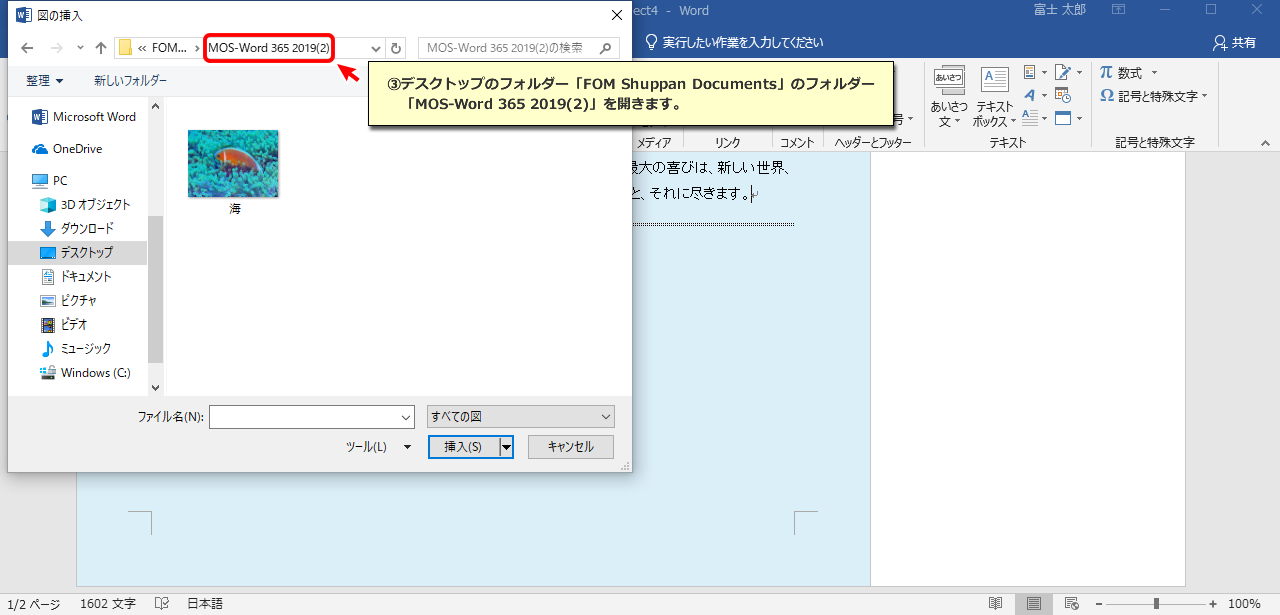 図の挿入
ect4 - Word
富士 太郎
« FOM... › MOS-Word 365 2019(2)
MOS-Word 365 2019(2)の検索
実行したい作業を入力してください
共有
整理
新しいフォルダー
③デスクトップのフォルダー「FOM Shuppan Documents」のフォルダー
「MOS-Word 365 2019(2)」を開きます。
あいさつ
A
あいさつ
文
テキスト
ボックス
π 数式
Ω 記号と特殊文字
号
メディア
リンク
コメント
ヘッダーとフッター
テキスト
記号と特殊文字
Microsoft Word
OneDrive
PC
3D オブジェクト
ダウンロード
デスクトップ
ドキュメント
ピクチャ
ビデオ
ミュージック
Windows (C:)
海
最大の喜びは、新しい世界、
と、それに尽きます。
ファイル名(N):
すべての図
ツール(L)
挿入(S)
キャンセル
1/2 ページ
1602 文字
日本語
100%